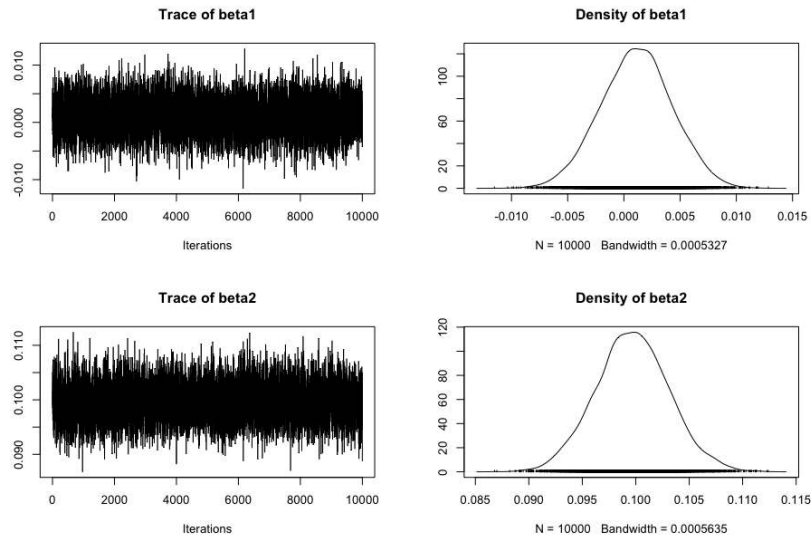 Trace of beta1
0.010
0.000
-0.010
0 2000 4000 6000 8000 10000
Iterations
Density of beta1
100
60
20
0
-0.010 -0.005 0.000 0.005 0.010 0.015
N = 10000 Bandwidth = 0.0005327
Trace of beta2
0.110
0.100
0.090
0 2000 4000 6000 8000 10000
Iterations
Density of beta2
120
100
80
60
40
20
0
0.085 0.090 0.095 0.100 0.105 0.110 0.115
N = 10000 Bandwidth = 0.0005635